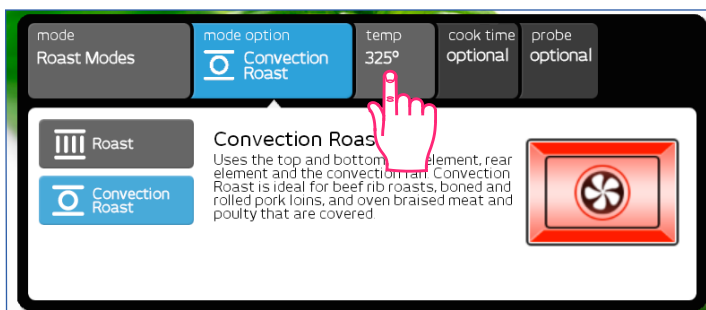 mode
Roast Modes
mode option
Convection
Roast
temp
325°
cook time
optional
probe
optional
Roast
Convection
Roast
Convection Roas
Uses the top and bottom element, rear
element and the convection fan. Convection
Roast is ideal for beef rib roasts, boned and
rolled pork loins, and oven braised meat and
poulty that are covered.